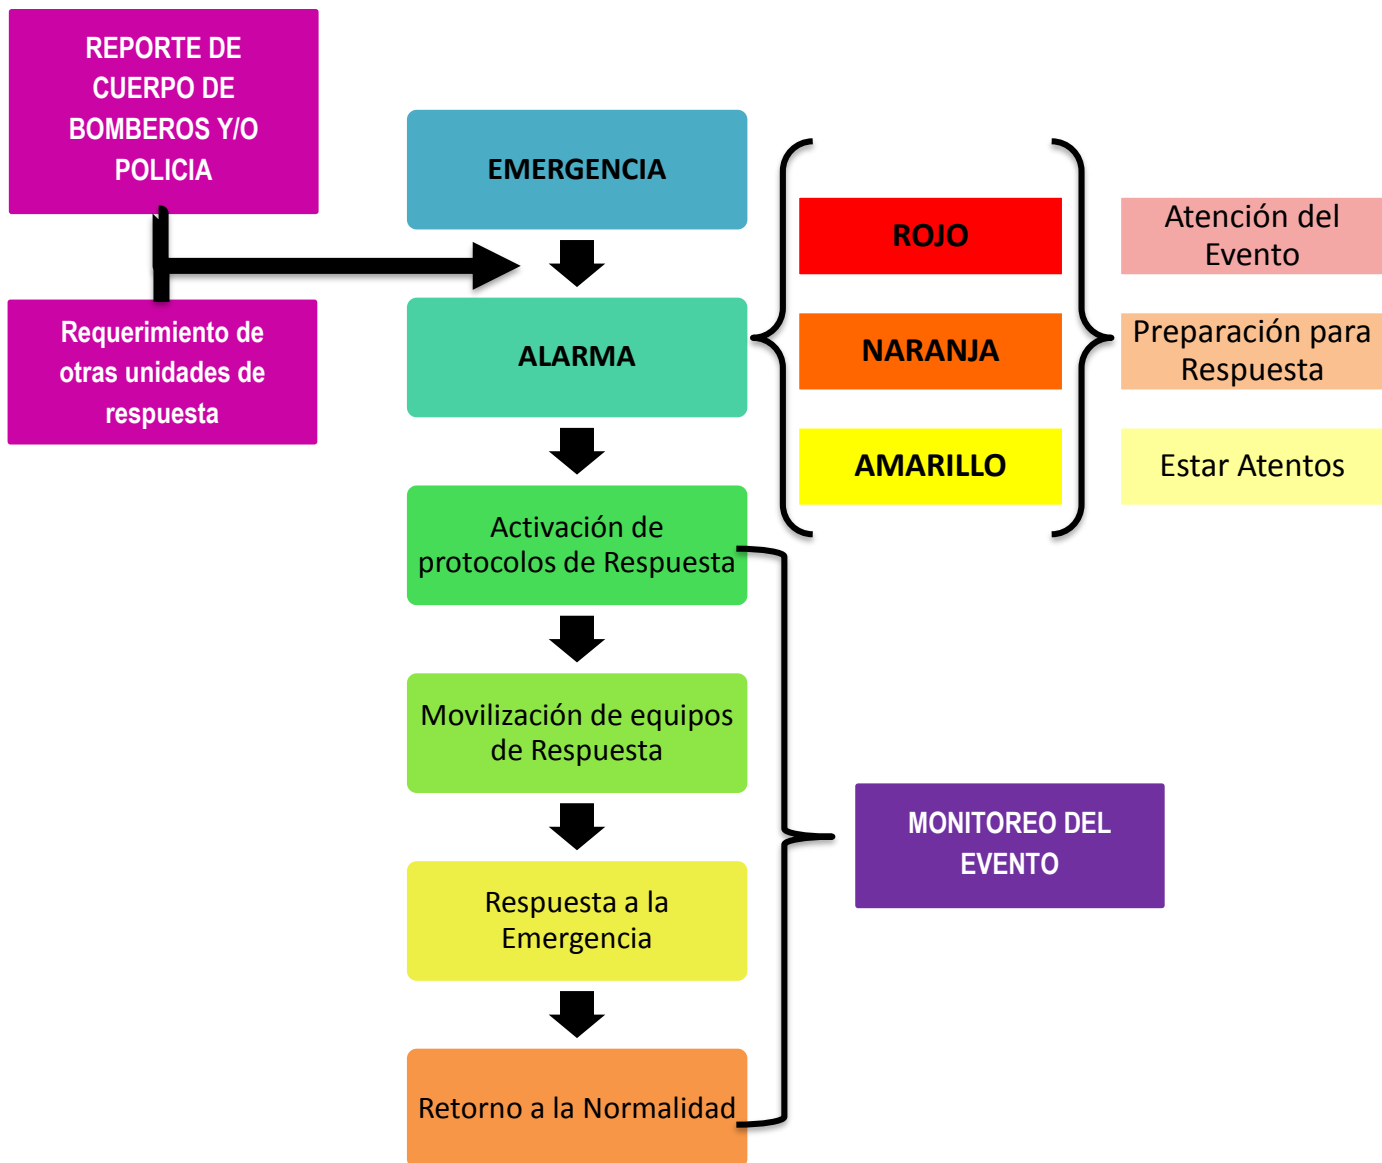 REPORTE DE
CUERPO DE
BOMBEROS Y/O
POLICIA
Requerimiento de
otras unidades de
respuesta
EMERGENCIA
ALARMA
ROJO
Atención del
Evento
NARANJA
Preparación para
Respuesta
AMARILLO
Estar Atentos
Activación de
protocolos de Respuesta
Movilización de equipos
de Respuesta
Respuesta a la
Emergencia
Retorno a la Normalidad
MONITOREO DEL
EVENTO